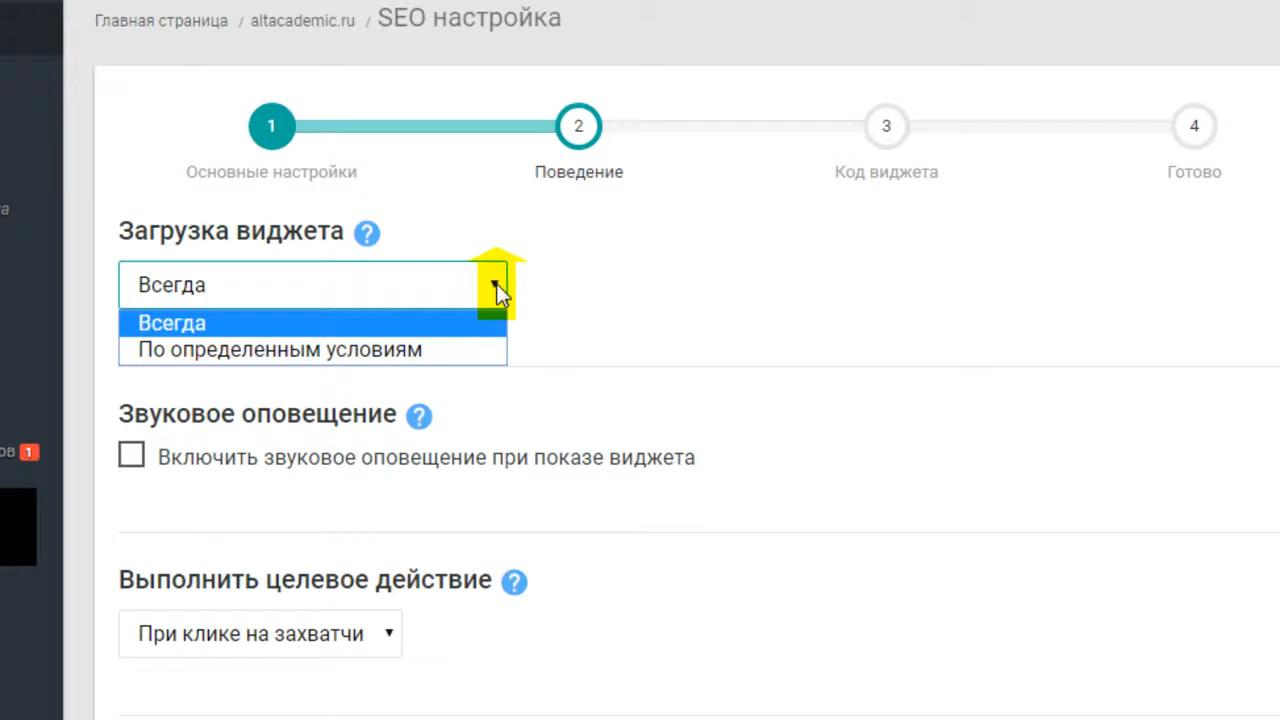 Главная страница / altacademic.ru / SEO настройка
1 2 3 4
Основные настройки Поведение Код виджета Готово
Загрузка виджета ?
Всегда
Всегда
По определенным условиям
Звуковое оповещение ?
ов 1
Включить звуковое оповещение при показе виджета
Выполнить целевое действие ?
При клике на захватчи